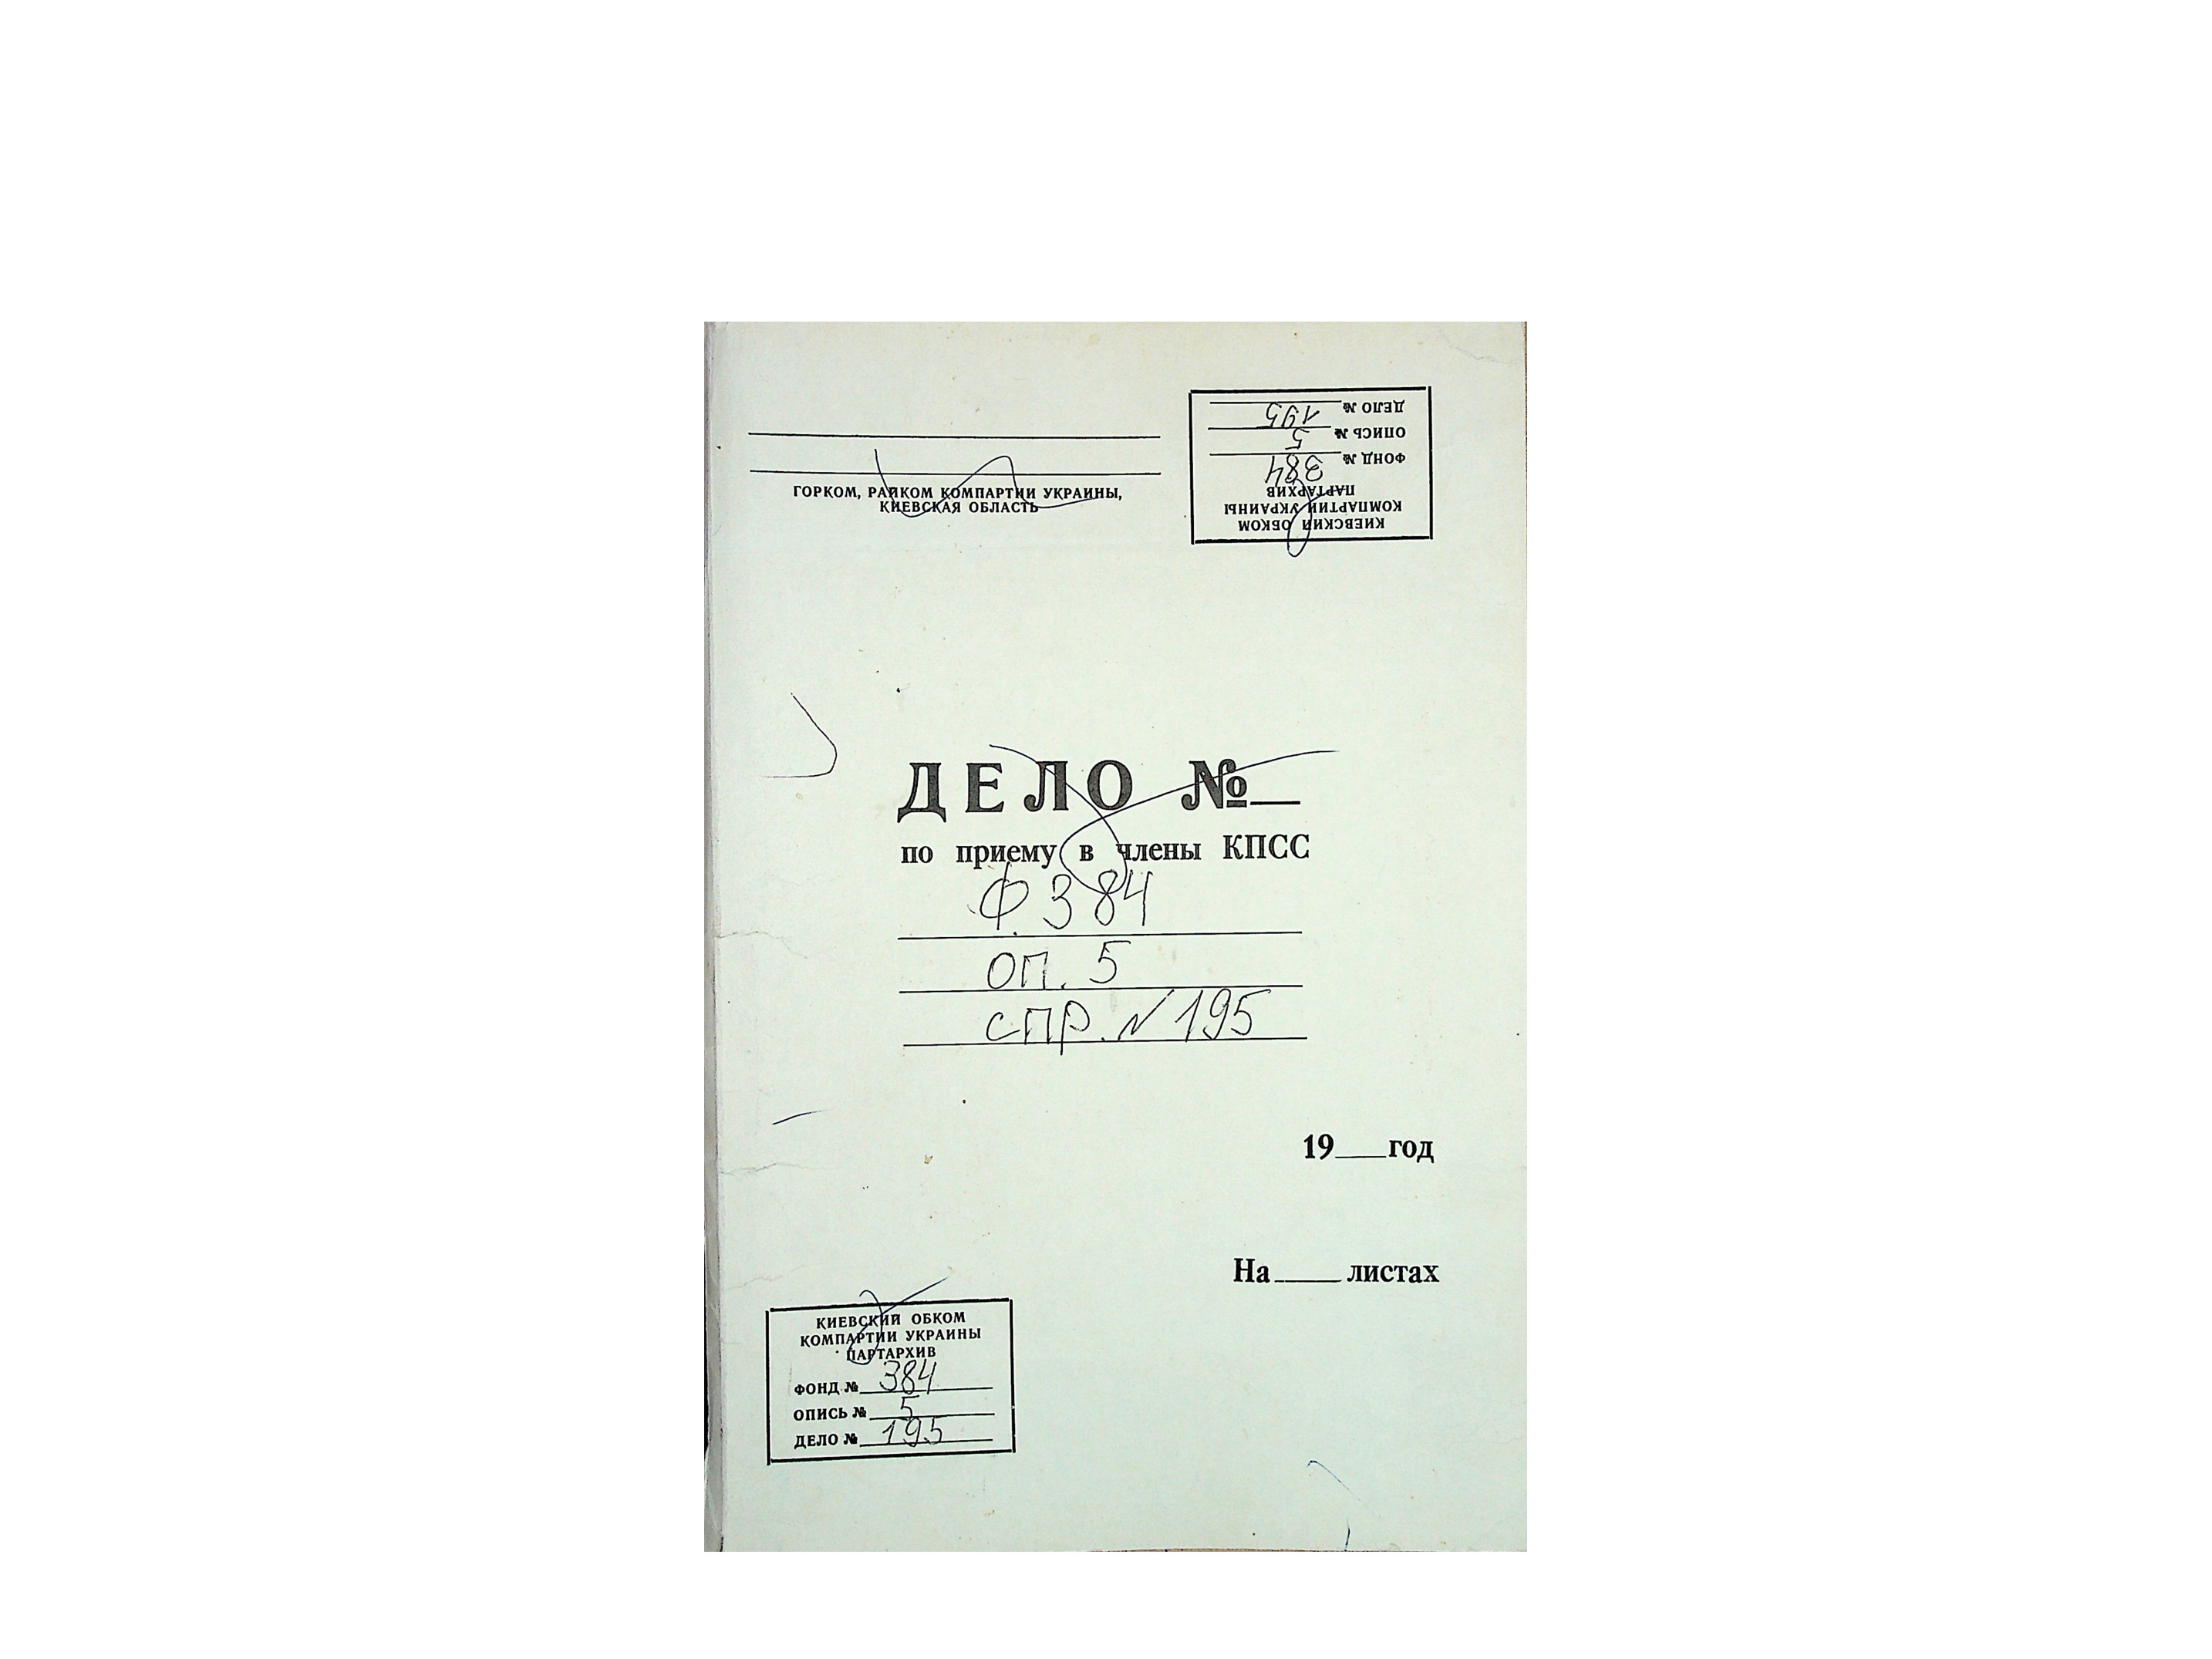 ГОРКОМ, РАЙКОМ КОМПАРТИИ УКРАИНЫ,
КИЕВСКАЯ ОБЛАСТЬ
КИЕВСКИЙ ОБКОМ
КОМПАРТИИ УКРАИНЫ
ПАРТАРХИВ
ФОНД № 384
ОПИСЬ № 5
ДЕЛО № 195
ДЕЛО №
по приему в члены КПСС
Ф. 384
оп. 5
спр. № 195
19 год
На листах
КИЕВСКИЙ ОБКОМ
КОМПАРТИИ УКРАИНЫ
ПАРТАРХИВ
ФОНД № 384
ОПИСЬ № 5
ДЕЛО № 195